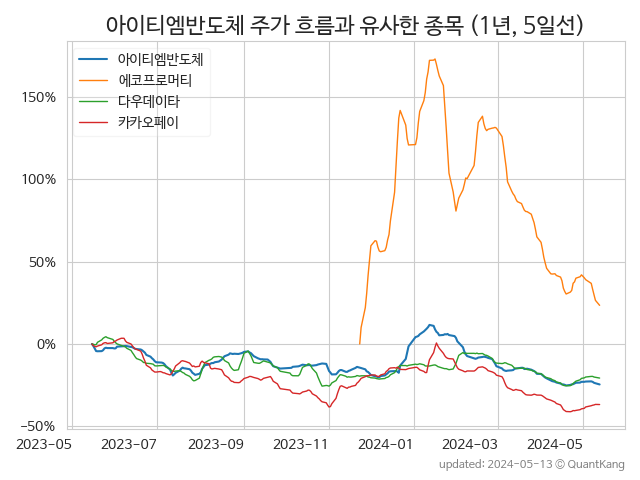 아이티엠반도체 주가 흐름과 유사한 종목 (1년, 5일선)
아이티엠반도체
에코프로머티
다우데이타
카카오페이
150%
100%
50%
0%
−50%
2023-05 2023-07 2023-09 2023-11 2024-01 2024-03 2024-05
updated: 2024-05-13 © QuantKang